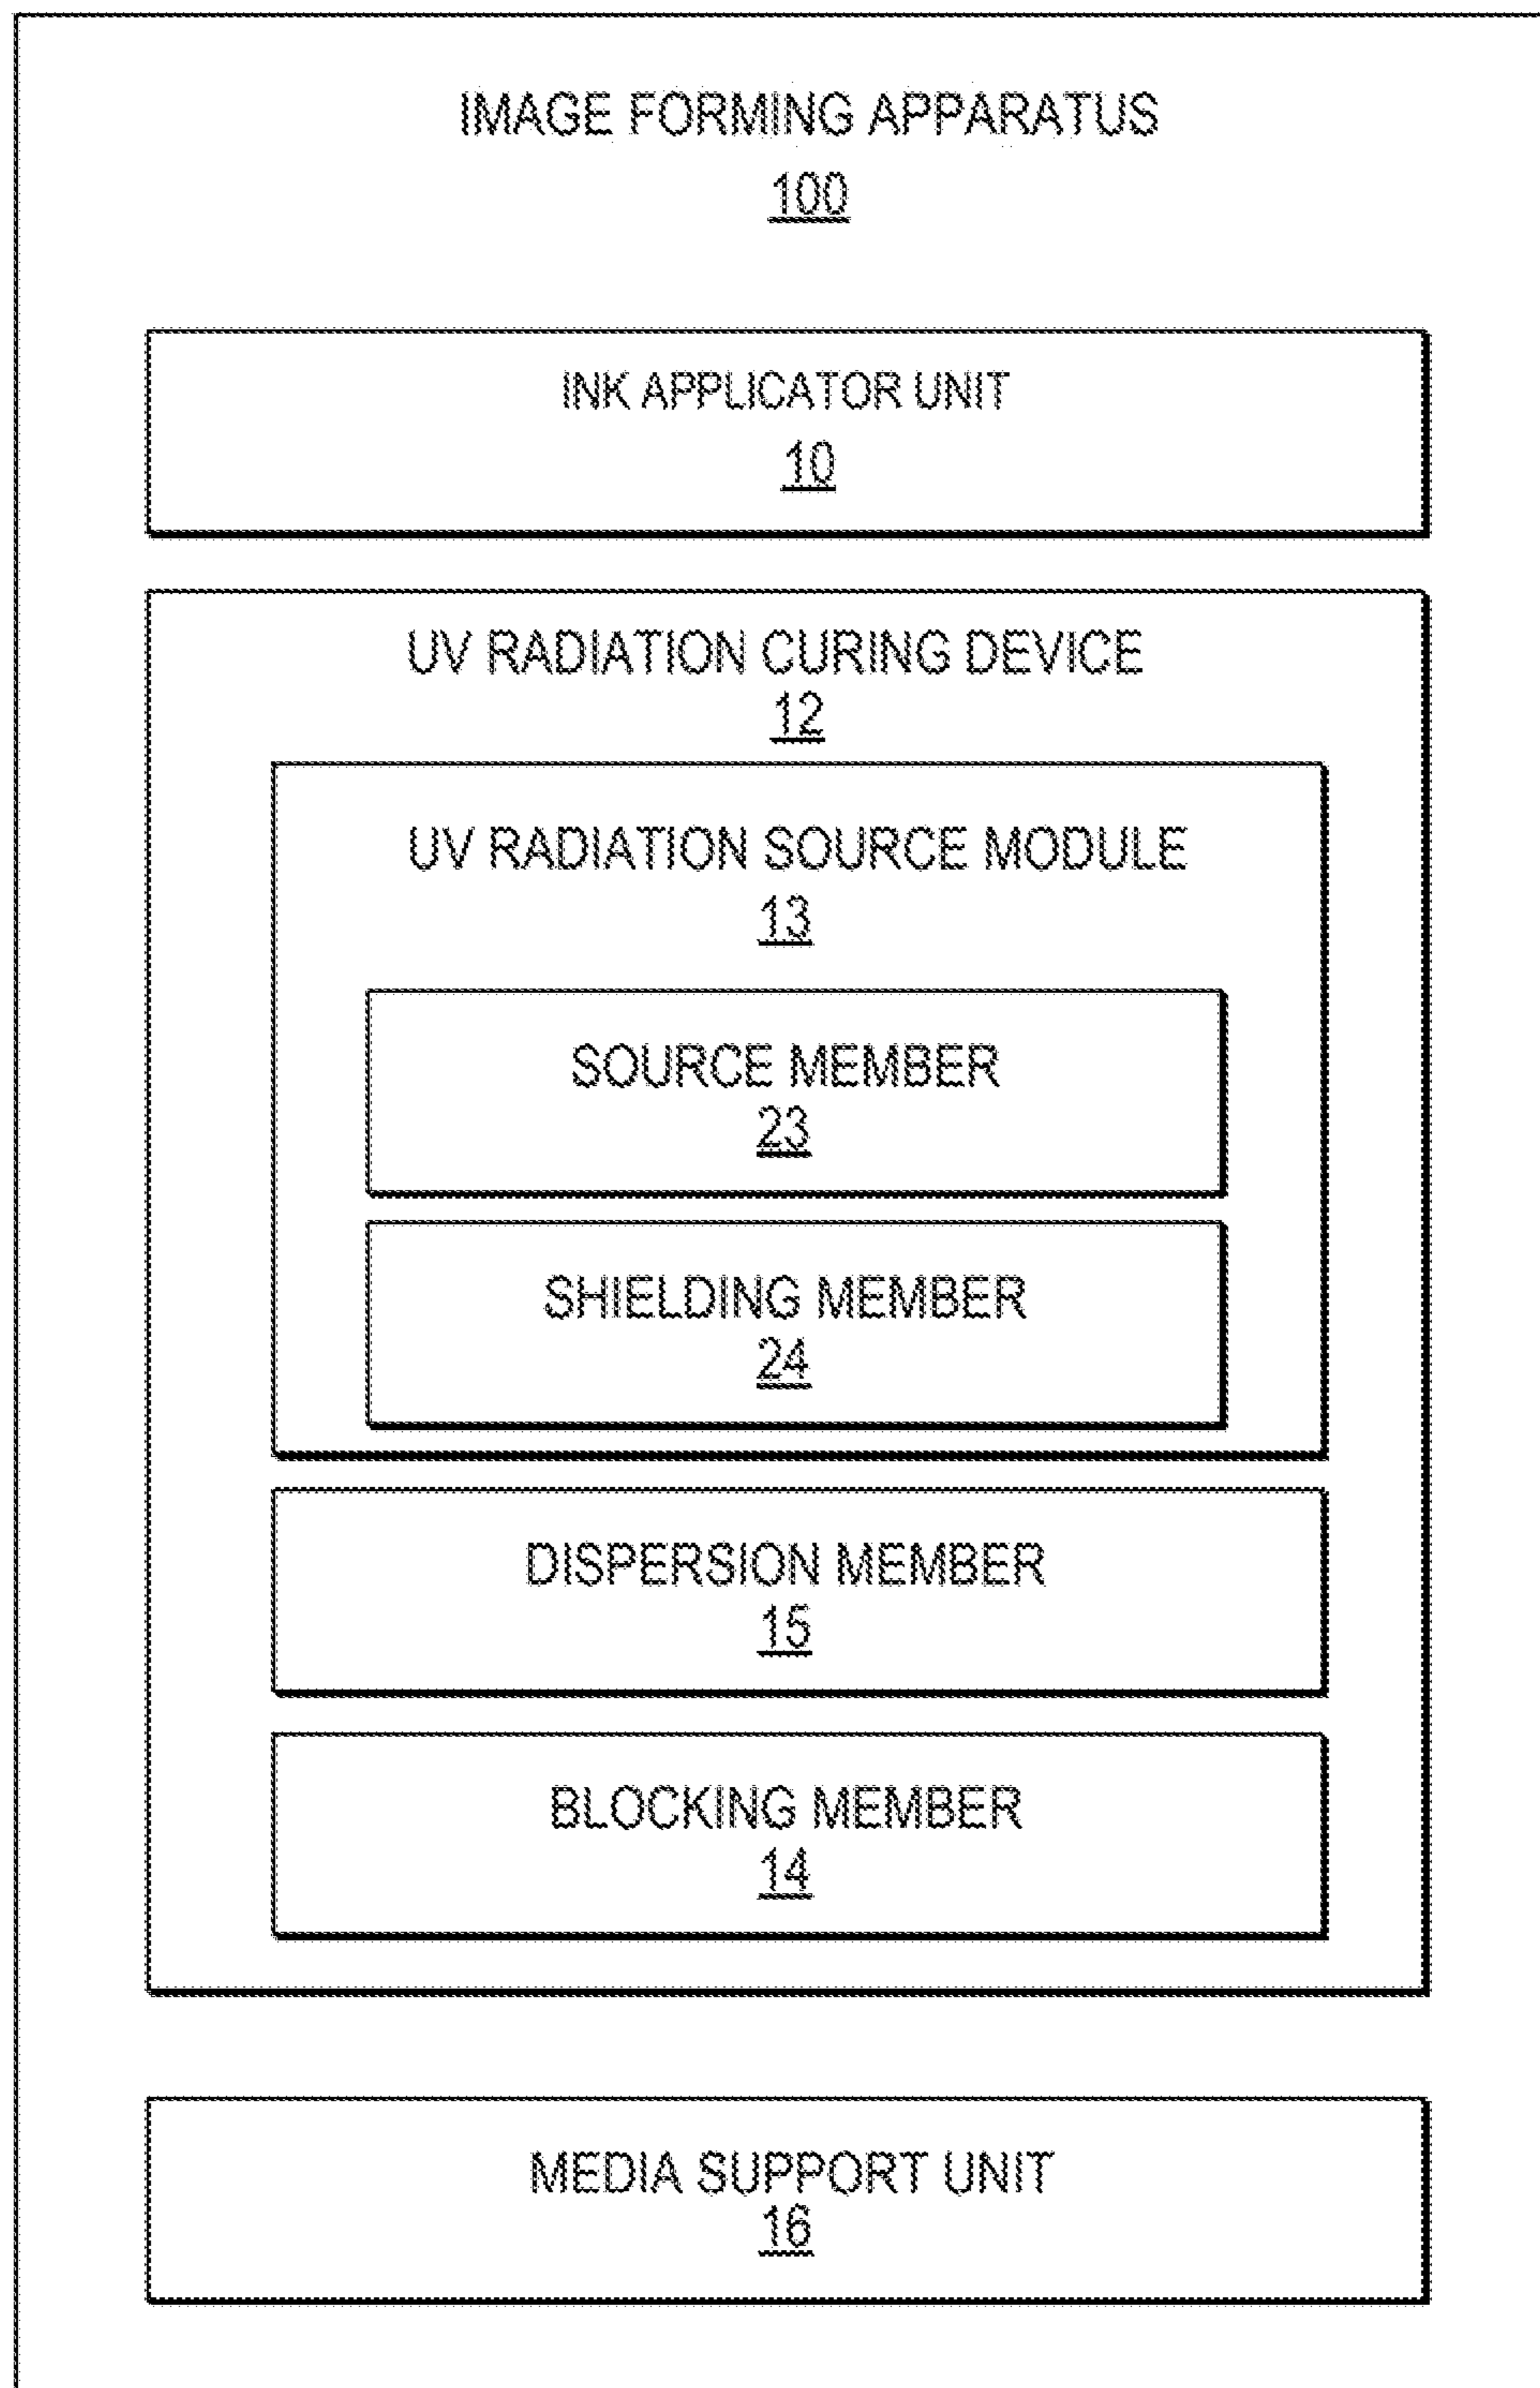 IMAGE FORMING APPARATUS
100
INK APPLICATOR UNIT
10
UV RADIATION CURING DEVICE
12
UV RADIATION SOURCE MODULE
13
SOURCE MEMBER
23
SHIELDING MEMBER
24
DISPERSION MEMBER
15
BLOCKING MEMBER
14
MEDIA SUPPORT UNIT
16